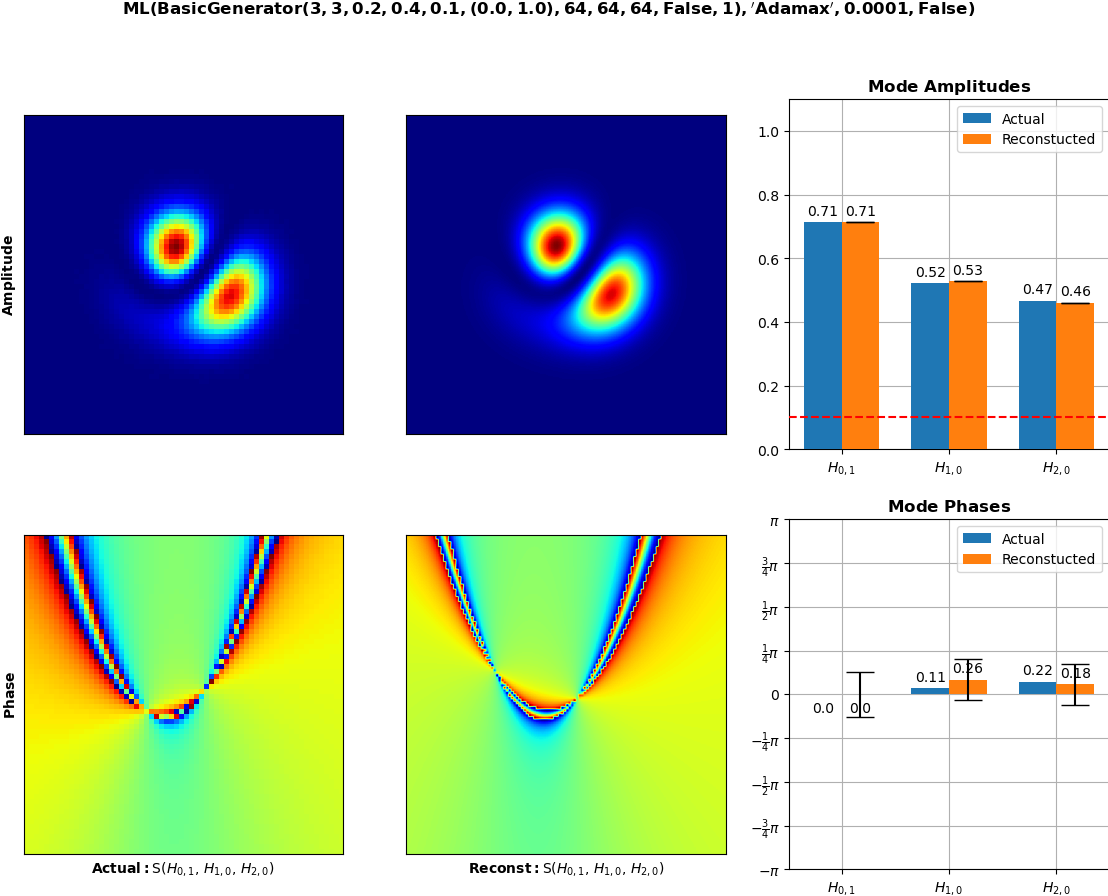 ML(BasicGenerator(3, 3, 0.2, 0.4, 0.1, (0.0, 1.0), 64, 64, 64, False, 1), ′Adamax′, 0.0001, False)
Amplitude
Mode Amplitudes
Actual
Reconstucted
1.0
0.8
0.6
0.4
0.2
0.0
0.71 0.71
0.52 0.53
0.47 0.46
H₀,₁ H₁,₀ H₂,₀
Phase
Actual: S(H₀,₁, H₁,₀, H₂,₀)
Reconst: S(H₀,₁, H₁,₀, H₂,₀)
Mode Phases
Actual
Reconstucted
π
¾π
½π
¼π
0
−¼π
−½π
−¾π
−π
0.0 0.0
0.11 0.26
0.22 0.18
H₀,₁ H₁,₀ H₂,₀